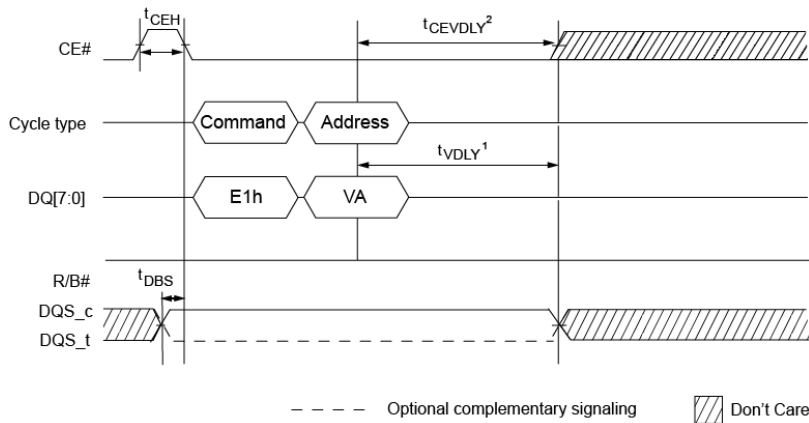 tCEH
tCEVDLY²
CE#
Cycle type
Command
Address
tVDLY¹
DQ[7:0]
E1h
VA
R/B#
tDBS
DQS_c
DQS_t
Optional complementary signaling
Don't Care